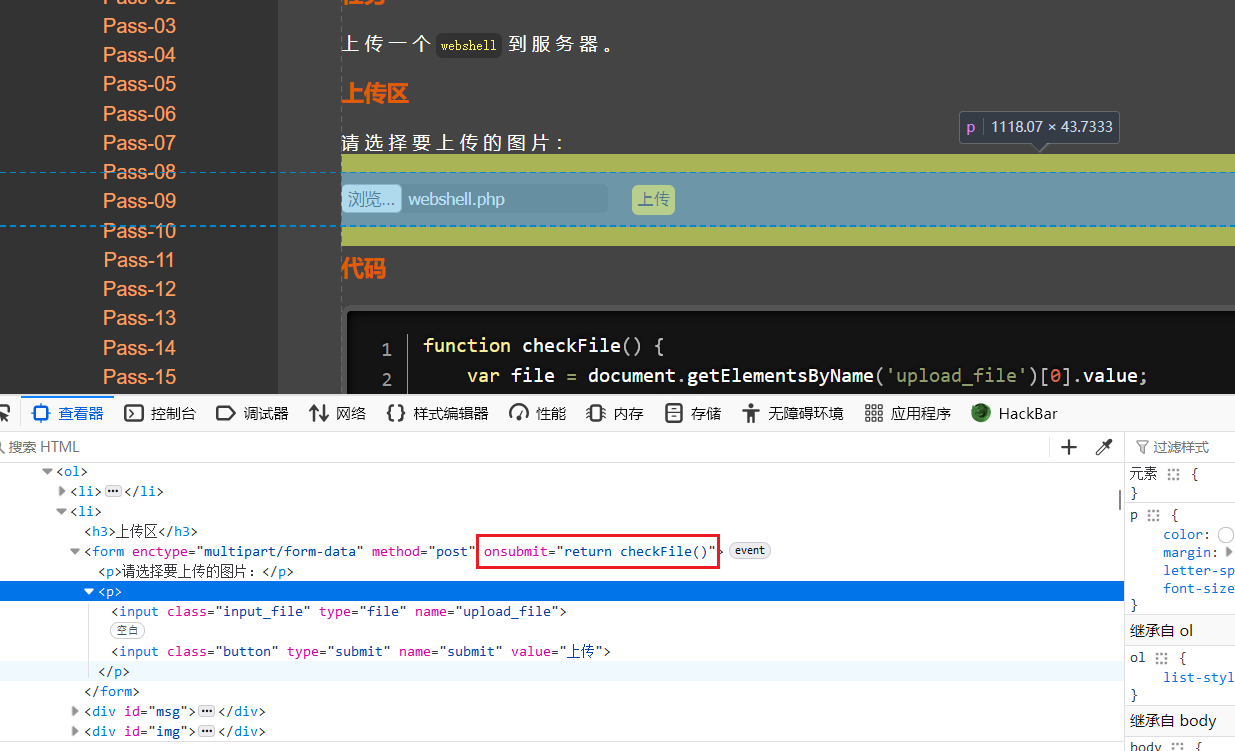 Pass-03
Pass-04
Pass-05
Pass-06
Pass-07
Pass-08
Pass-09
Pass-10
Pass-11
Pass-12
Pass-13
Pass-14
Pass-15
上传一个 webshell 到服务器。
上传区
请选择要上传的图片：
p 1118.07 × 43.7333
浏览... webshell.php 上传
代码
1 function checkFile() {
2 var file = document.getElementsByName('upload_file')[0].value;
查看器 控制台 调试器 网络 {} 样式编辑器 性能 内存 存储 无障碍环境 应用程序 HackBar
搜索 HTML
过滤样式
<ol>
<li> ••• </li>
<li>
<h3>上传区</h3>
<form enctype="multipart/form-data" method="post" onsubmit="return checkFile()"> event
<p>请选择要上传的图片：</p>
<p>
<input class="input_file" type="file" name="upload_file">
空白
<input class="button" type="submit" name="submit" value="上传">
</p>
</form>
<div id="msg"> ••• </div>
<div id="img"> ••• </div>
元素 {
}
p {
color:
margin:
letter-sp
font-size
}
继承自 ol
ol {
list-styl
}
继承自 body
body {